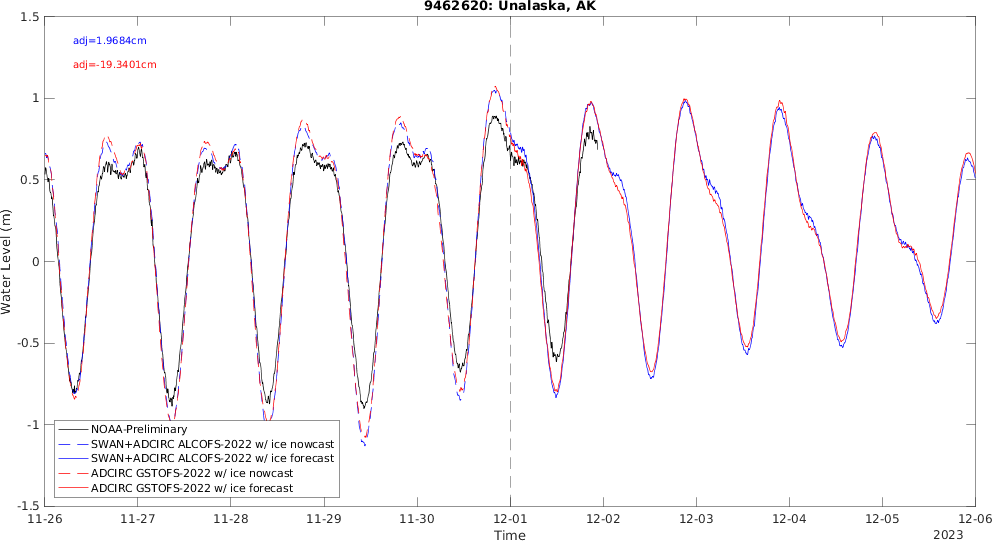 9462620: Unalaska, AK
adj=1.9684cm
adj=-19.3401cm
Water Level (m)
1.5
1
0.5
0
-0.5
-1
-1.5
NOAA-Preliminary
SWAN+ADCIRC ALCOFS-2022 w/ ice nowcast
SWAN+ADCIRC ALCOFS-2022 w/ ice forecast
ADCIRC GSTOFS-2022 w/ ice nowcast
ADCIRC GSTOFS-2022 w/ ice forecast
11-26 11-27 11-28 11-29 11-30 12-01 12-02 12-03 12-04 12-05 12-06
Time
2023